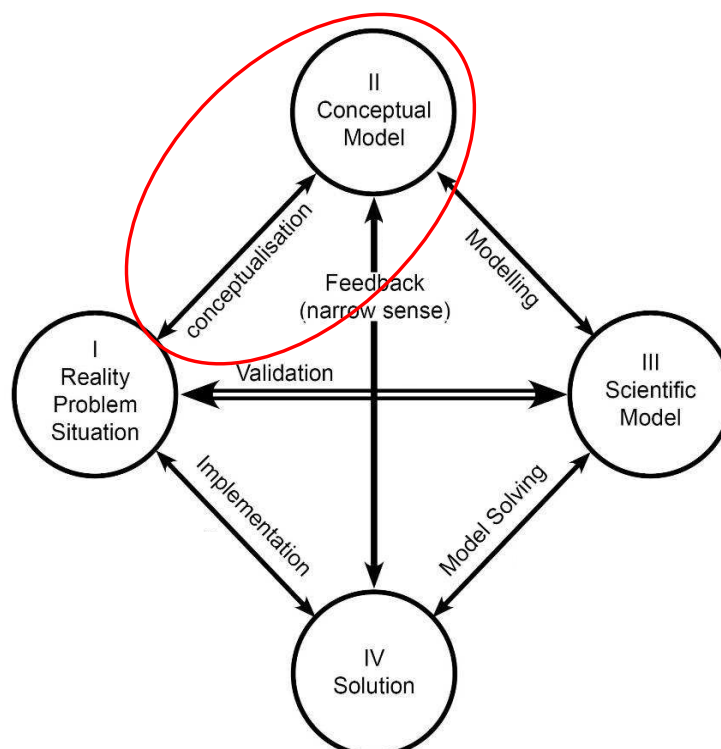 II
Conceptual
Model
conceptualisation
Modelling
Feedback
(narrow sense)
I
Reality
Problem
Situation
Validation
III
Scientific
Model
Implementation
Model Solving
IV
Solution